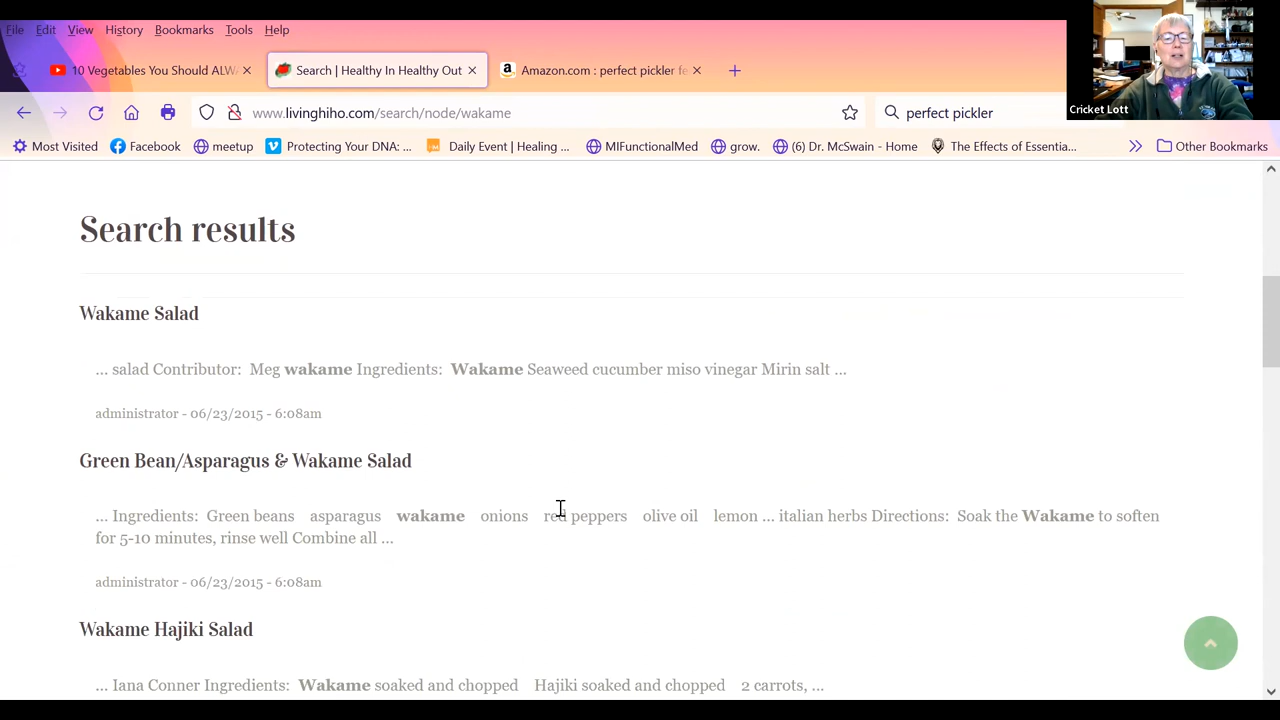 File Edit View History Bookmarks Tools Help
10 Vegetables You Should ALW
Search | Healthy In Healthy Out
Amazon.com : perfect pickler fe
www.livinghiho.com/search/node/wakame
perfect pickler
Cricket Lott
Most Visited Facebook meetup Protecting Your DNA: ... Daily Event | Healing ... MIFunctionalMed grow. (6) Dr. McSwain - Home The Effects of Essentia... Other Bookmarks
Search results
Wakame Salad
... salad Contributor: Meg wakame Ingredients: Wakame Seaweed cucumber miso vinegar Mirin salt ...
administrator - 06/23/2015 - 6:08am
Green Bean/Asparagus & Wakame Salad
... Ingredients: Green beans asparagus wakame onions red peppers olive oil lemon ... italian herbs Directions: Soak the Wakame to soften
for 5-10 minutes, rinse well Combine all ...
administrator - 06/23/2015 - 6:08am
Wakame Hajiki Salad
... Iana Conner Ingredients: Wakame soaked and chopped Hajiki soaked and chopped 2 carrots, ...